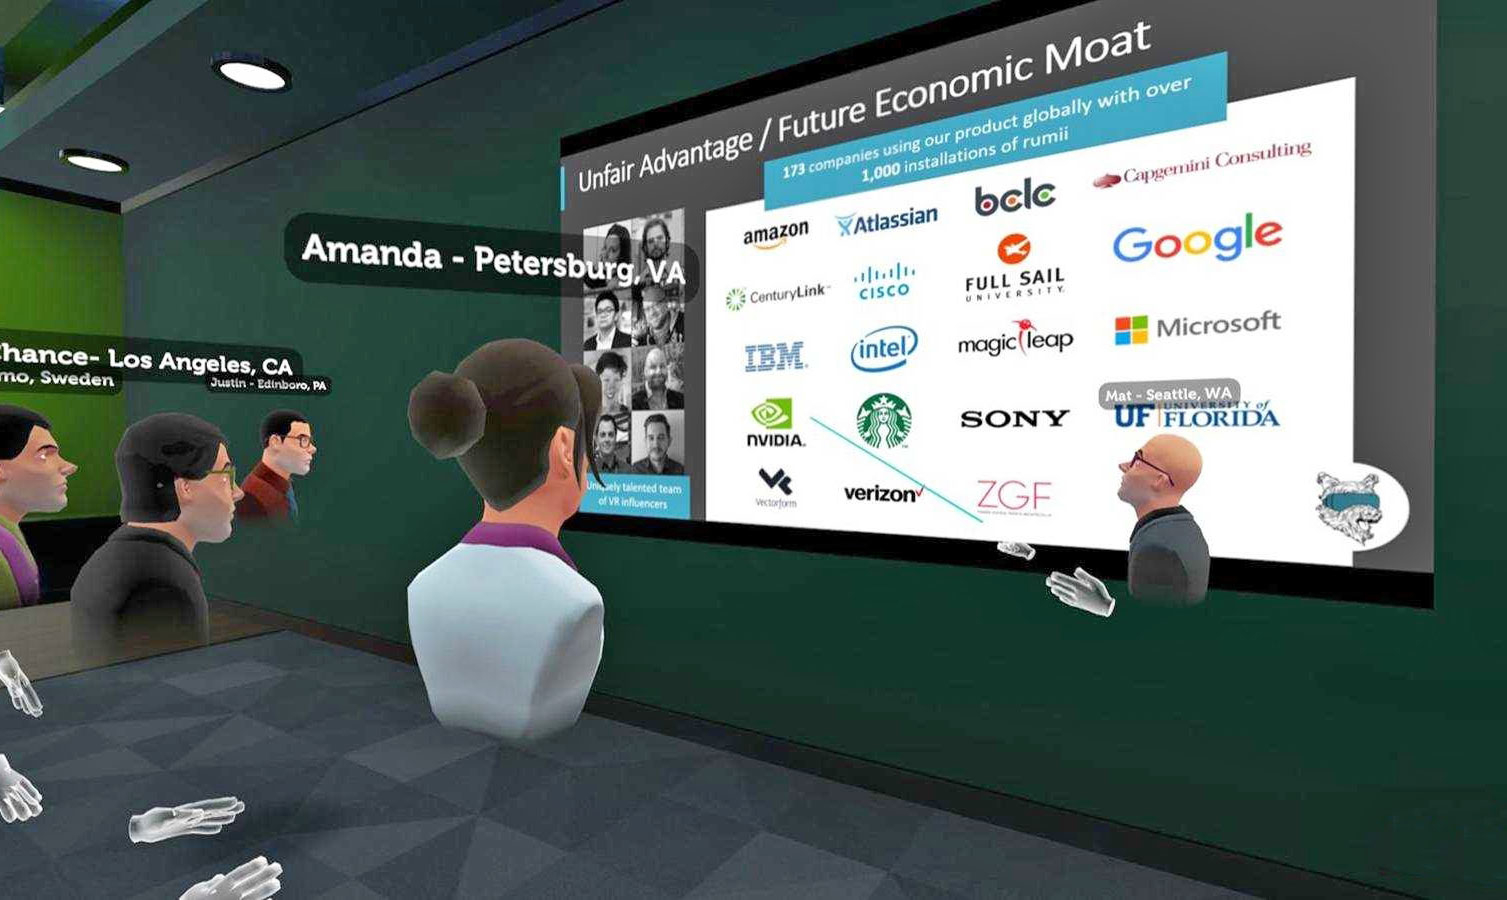 Unfair Advantage / Future Economic Moat
173 companies using our product globally with over
1,000 installations of rumii
amazon
Atlassian
bclc
Capgemini Consulting
CenturyLink™
CISCO
FULL SAIL
UNIVERSITY.
Google
IBM.
intel
magic leap
Microsoft
NVIDIA.
SONY
UF UNIVERSITY of
FLORIDA
Vectorform
verizon✓
ZGF
Uniquely talented team
of VR influencers
Amanda - Petersburg, VA
hance- Los Angeles, CA
mo, Sweden
Justin - Edinboro, PA
Mat - Seattle, WA